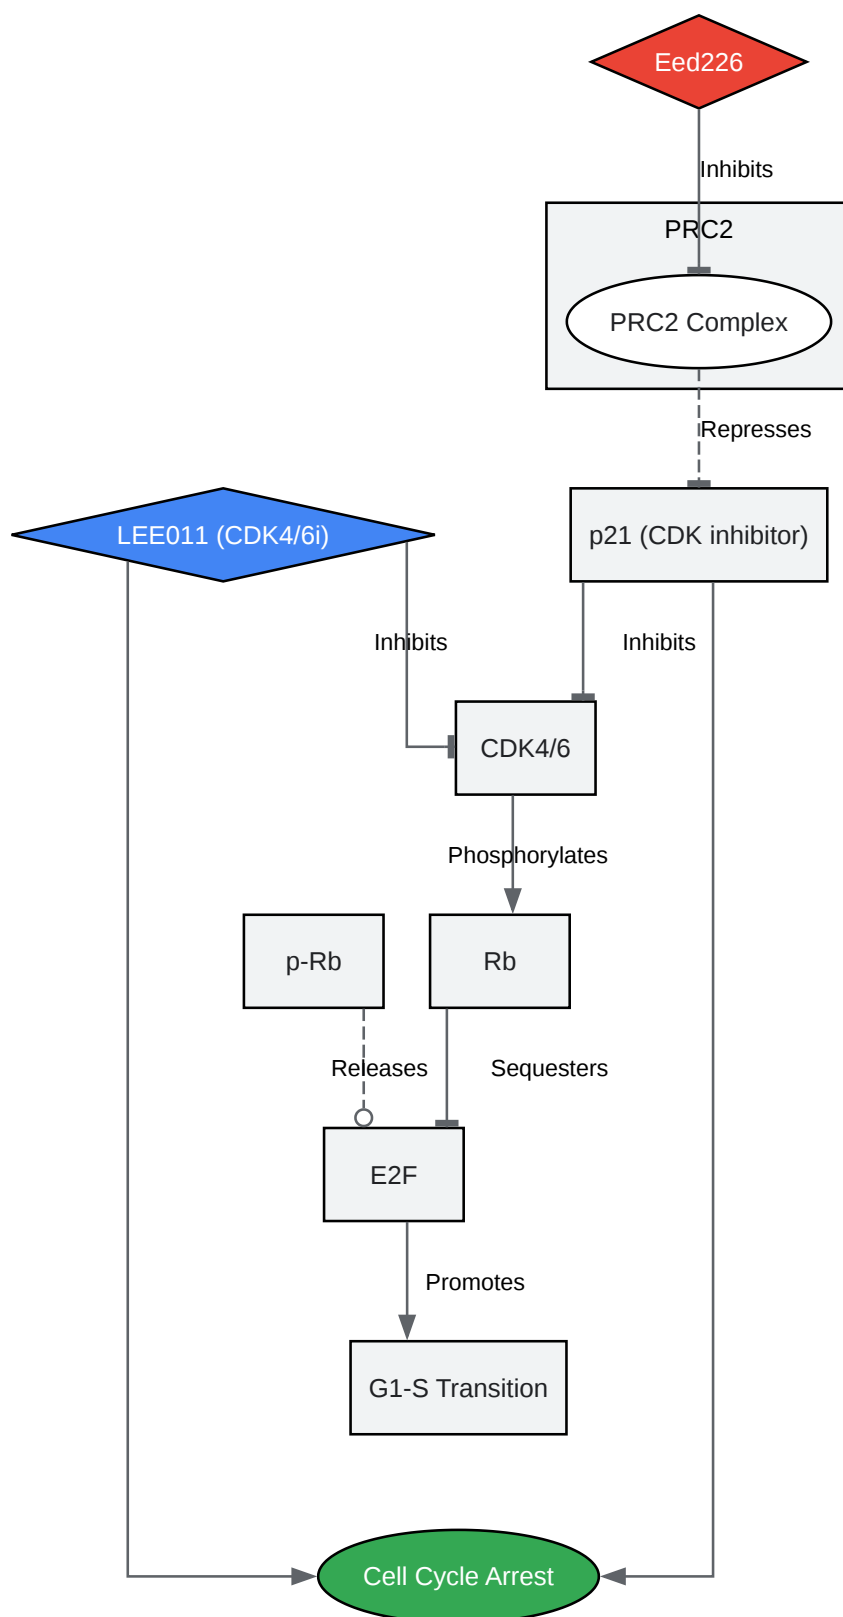 Eed226
Inhibits
PRC2
PRC2 Complex
Represses
LEE011 (CDK4/6i)
p21 (CDK inhibitor)
Inhibits
Inhibits
CDK4/6
Phosphorylates
p-Rb
Rb
Releases
Sequesters
E2F
Promotes
G1-S Transition
Cell Cycle Arrest